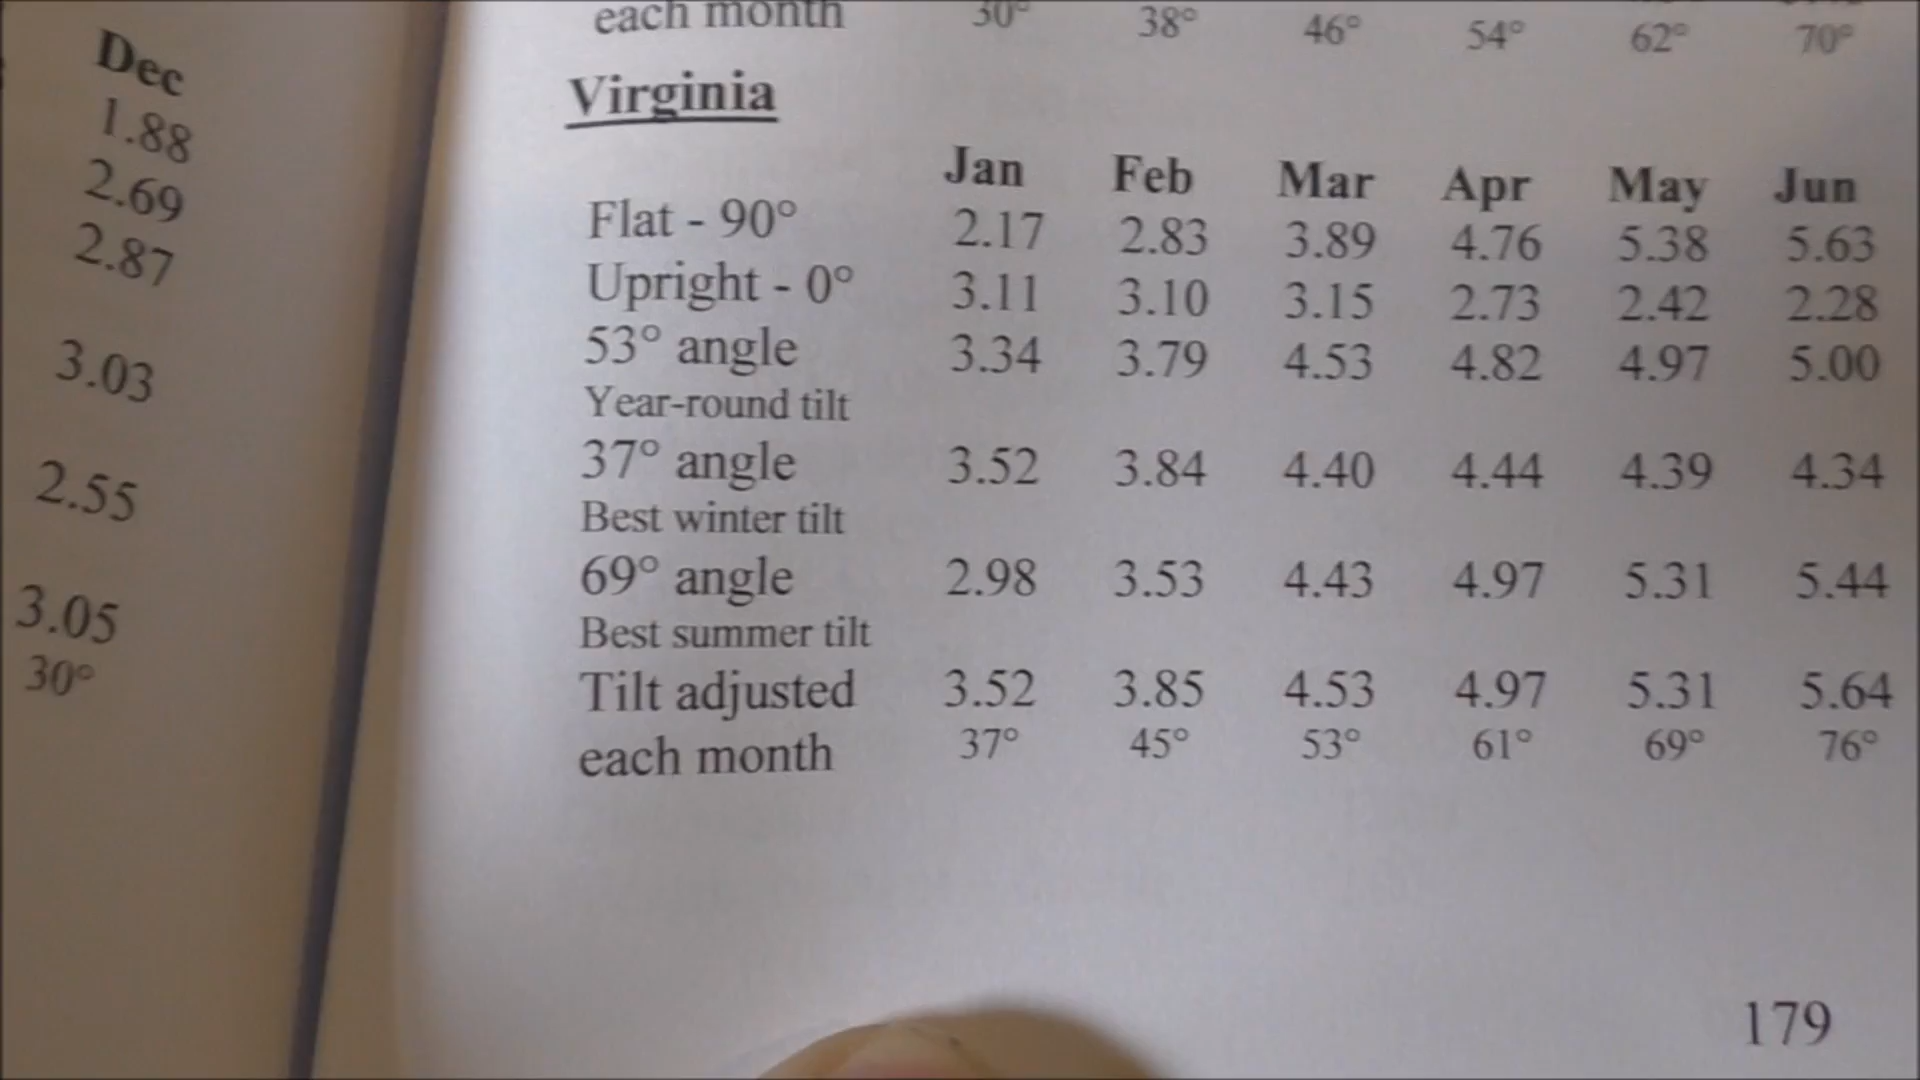 Dec
1.88
2.69
2.87
3.03
2.55
3.05
30°
each month 30° 38° 46° 54° 62° 70°
Virginia
Jan Feb Mar Apr May Jun
Flat - 90° 2.17 2.83 3.89 4.76 5.38 5.63
Upright - 0° 3.11 3.10 3.15 2.73 2.42 2.28
53° angle 3.34 3.79 4.53 4.82 4.97 5.00
Year-round tilt
37° angle 3.52 3.84 4.40 4.44 4.39 4.34
Best winter tilt
69° angle 2.98 3.53 4.43 4.97 5.31 5.44
Best summer tilt
Tilt adjusted 3.52 3.85 4.53 4.97 5.31 5.64
each month 37° 45° 53° 61° 69° 76°
179